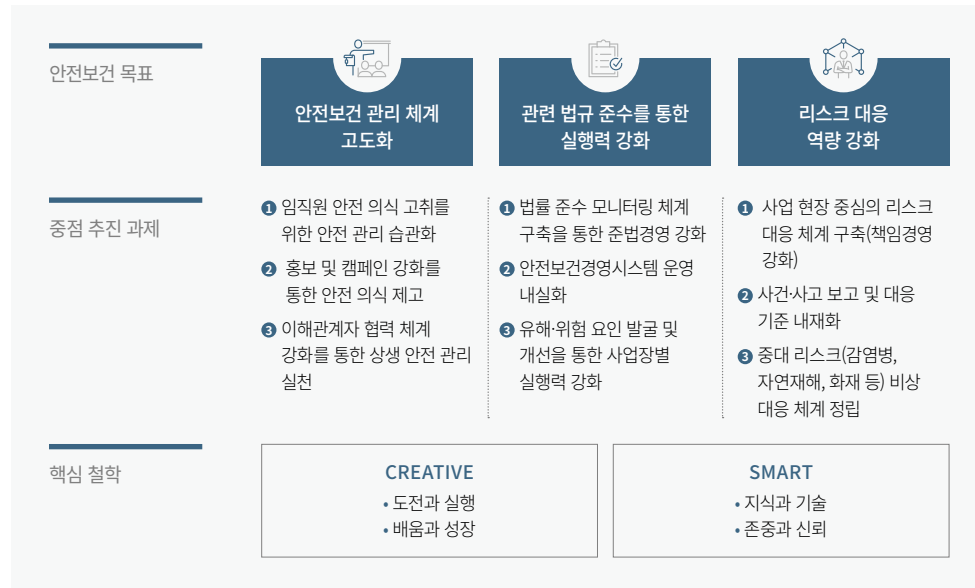 안전보건 목표
안전보건 관리 체계
고도화
관련 법규 준수를 통한
실행력 강화
리스크 대응
역량 강화
중점 추진 과제
❶ 임직원 안전 의식 고취를
위한 안전 관리 습관화
❷ 홍보 및 캠페인 강화를
통한 안전 의식 제고
❸ 이해관계자 협력 체계
강화를 통한 상생 안전 관리
실천
❶ 법률 준수 모니터링 체계
구축을 통한 준법경영 강화
❷ 안전보건경영시스템 운영
내실화
❸ 유해·위험 요인 발굴 및
개선을 통한 사업장별
실행력 강화
❶ 사업 현장 중심의 리스크
대응 체계 구축(책임경영
강화)
❷ 사건·사고 보고 및 대응
기준 내재화
❸ 중대 리스크(감염병,
자연재해, 화재 등) 비상
대응 체계 정립
핵심 철학
CREATIVE
• 도전과 실행
• 배움과 성장
SMART
• 지식과 기술
• 존중과 신뢰